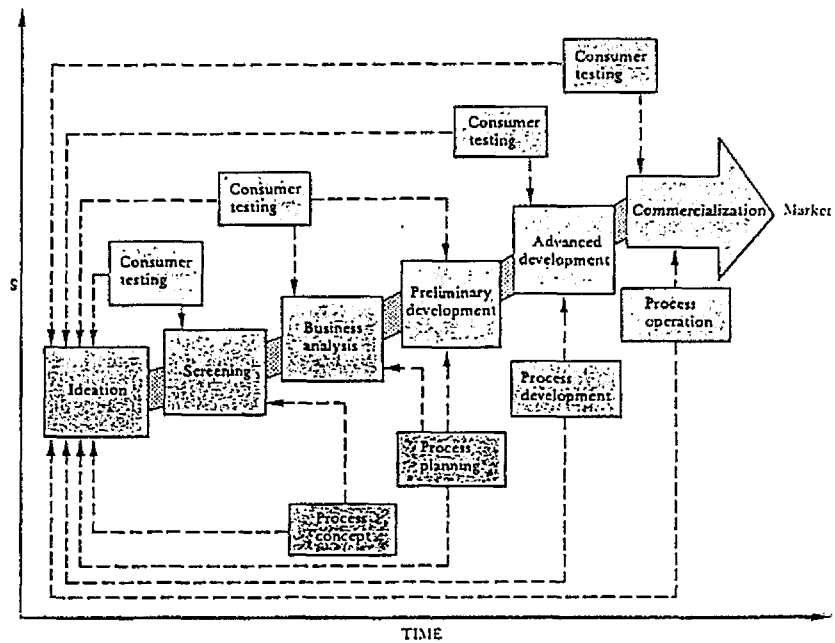 Consumer
testing
Consumer
testing
Consumer
testing
Commercialization
Market
Advanced
development
Consumer
testing
Preliminary
development
Process
operation
S
Business
analysis
Screening
Ideation
Process
development
Process
planning
Process
concept
TIME